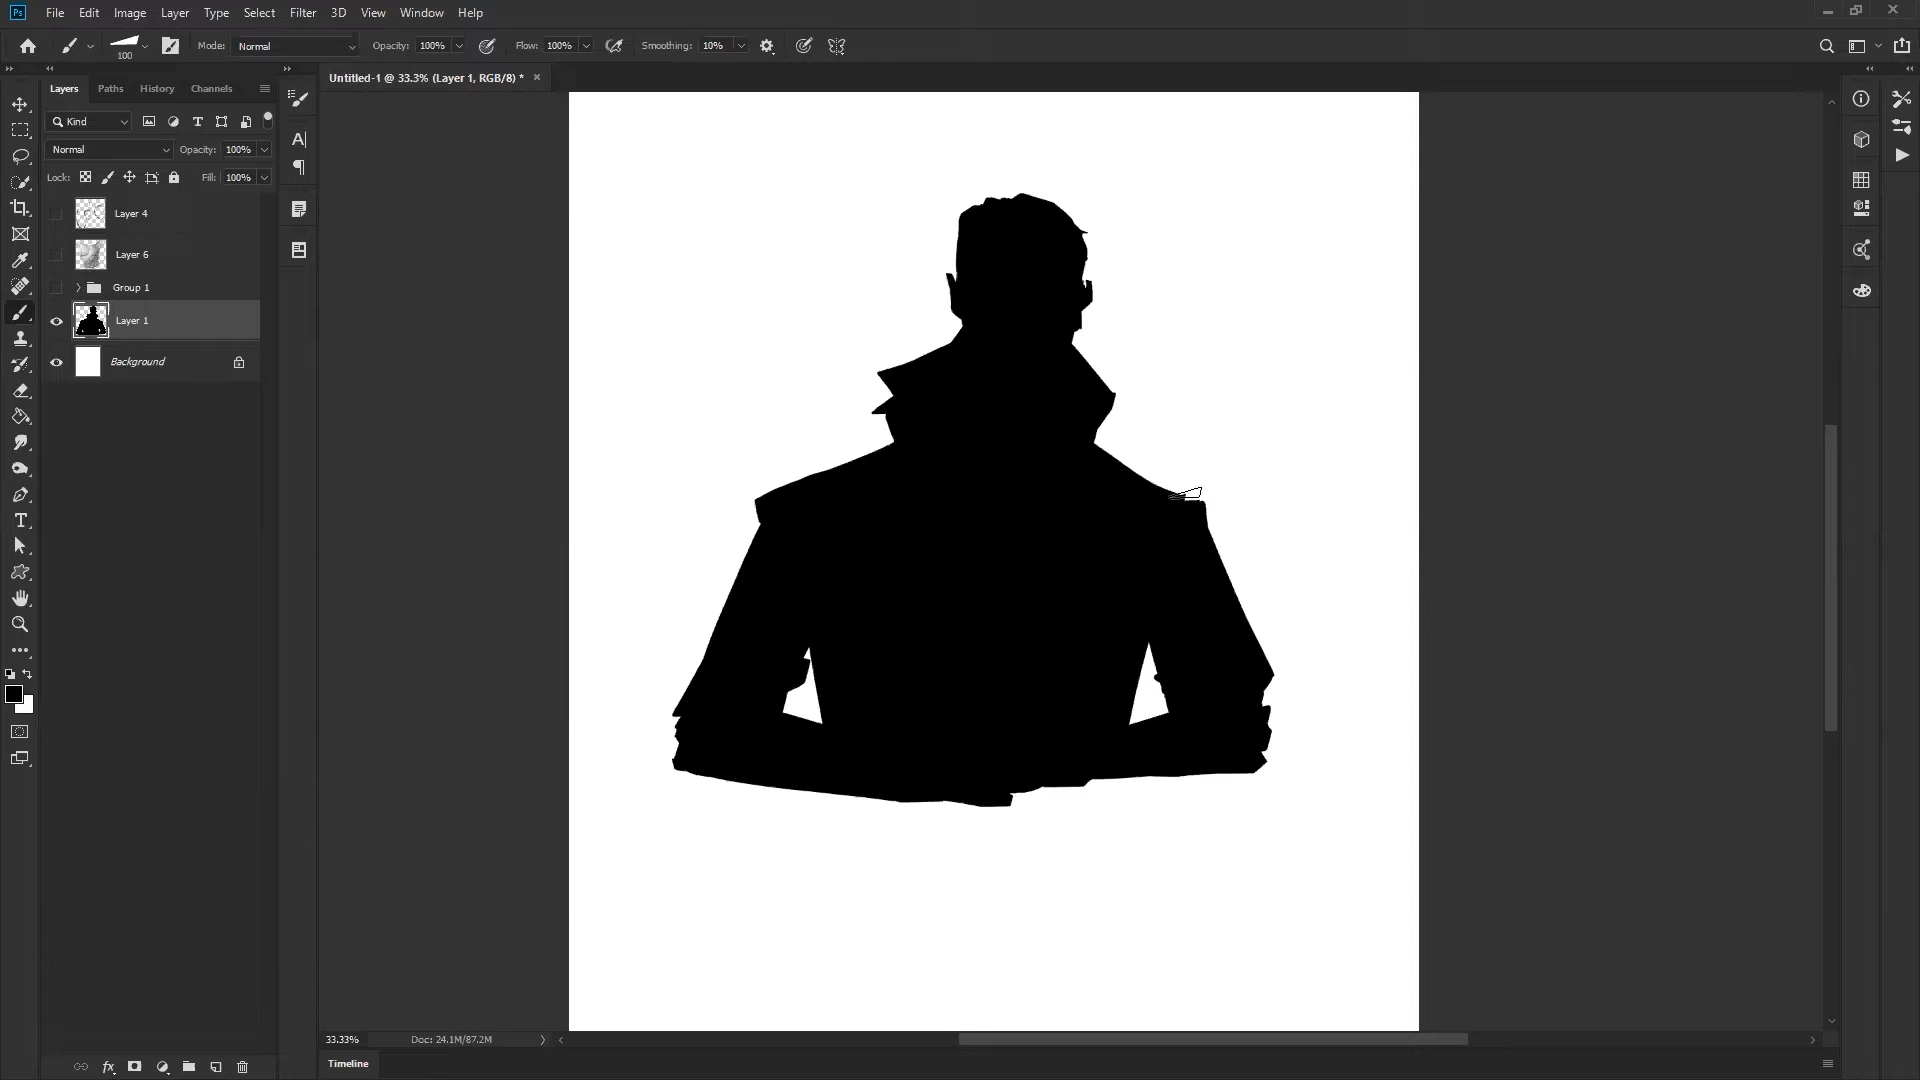 Ps File Edit Image Layer Type Select Filter 3D View Window Help
100 Mode: Normal Opacity: 100% Flow: 100% Smoothing: 10%
Untitled-1 @ 33.3% (Layer 1, RGB/8) *
Layers Paths History Channels
Kind
Normal Opacity: 100%
Lock: Fill: 100%
Layer 4
Layer 6
Group 1
Layer 1
Background
33.33% Doc: 24.1M/87.2M
Timeline